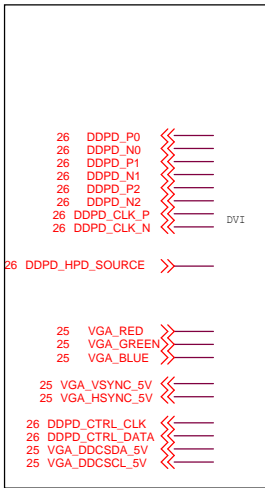 26 DDPD_P0
26 DDPD_N0
26 DDPD_P1
26 DDPD_N1
26 DDPD_P2
26 DDPD_N2
26 DDPD_CLK_P
DVI
26 DDPD_CLK_N
26 DDPD_HPD_SOURCE
25 VGA_RED
25 VGA_GREEN
25 VGA_BLUE
25 VGA_VSYNC_5V
25 VGA_HSYNC_5V
26 DDPD_CTRL_CLK
26 DDPD_CTRL_DATA
25 VGA_DDCSDA_5V
25 VGA_DDCSCL_5V